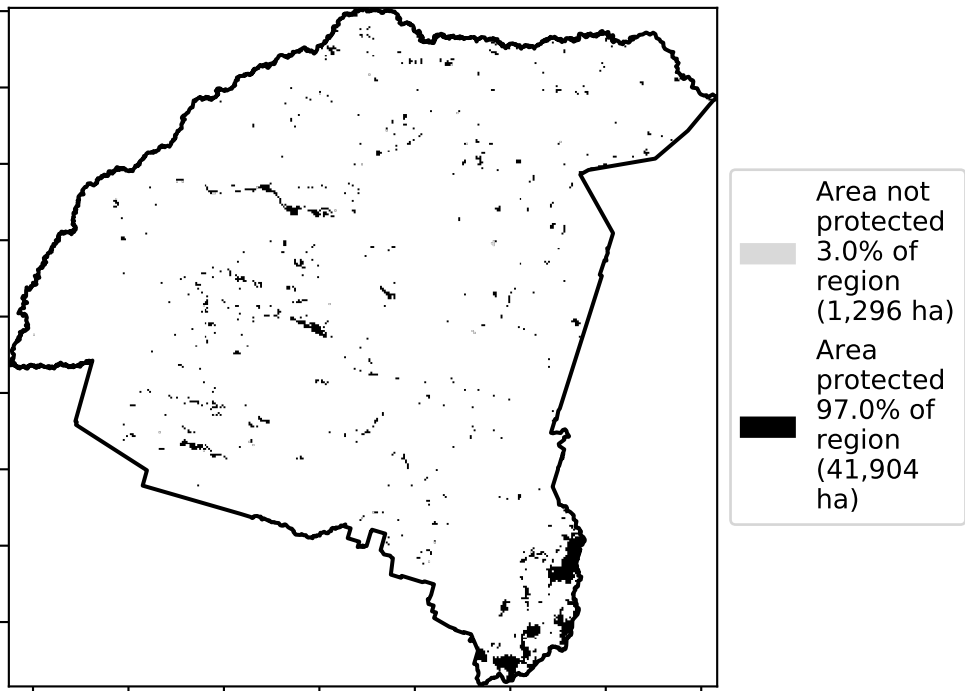 Area not
protected
3.0% of
region
(1,296 ha)
Area
protected
97.0% of
region
(41,904
ha)